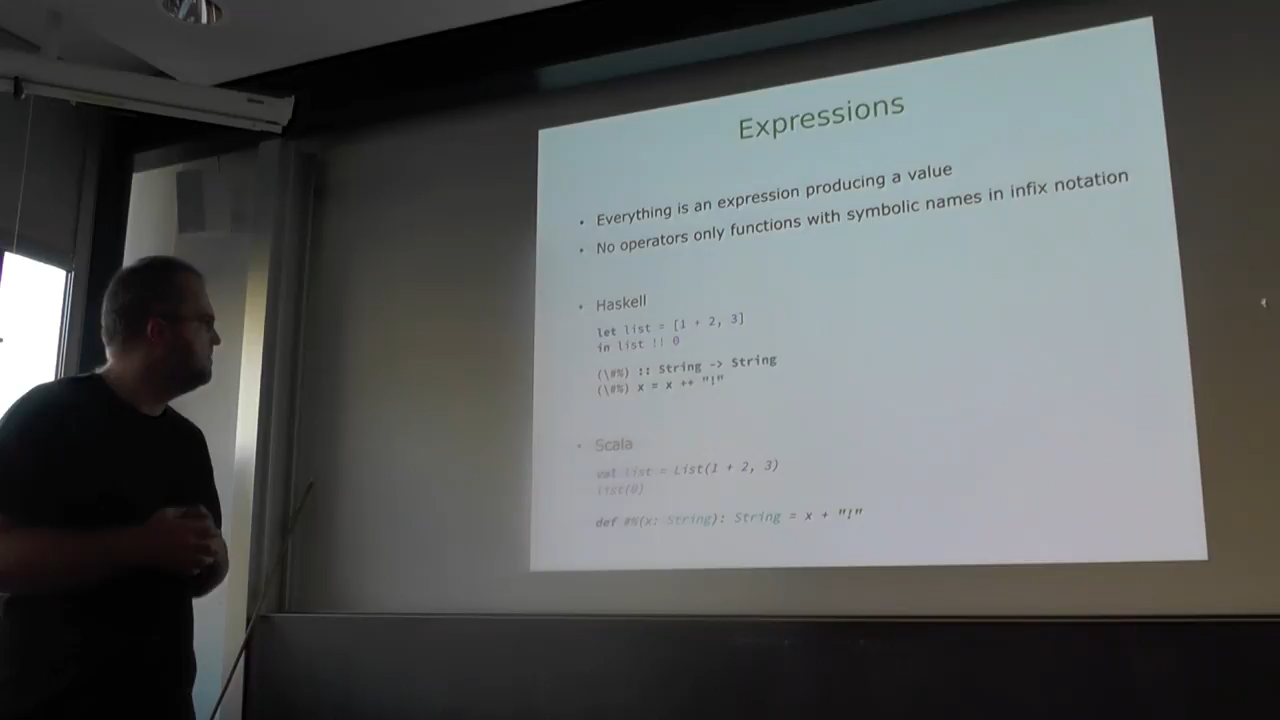 Expressions
• Everything is an expression producing a value
• No operators only functions with symbolic names in infix notation
• Haskell
let list = [1 + 2, 3]
in list !! 0
(\#%) :: String -> String
(\#%) x = x ++ "!"
• Scala
val list = List(1 + 2, 3)
list(0)
def #%(x: String): String = x + "!"